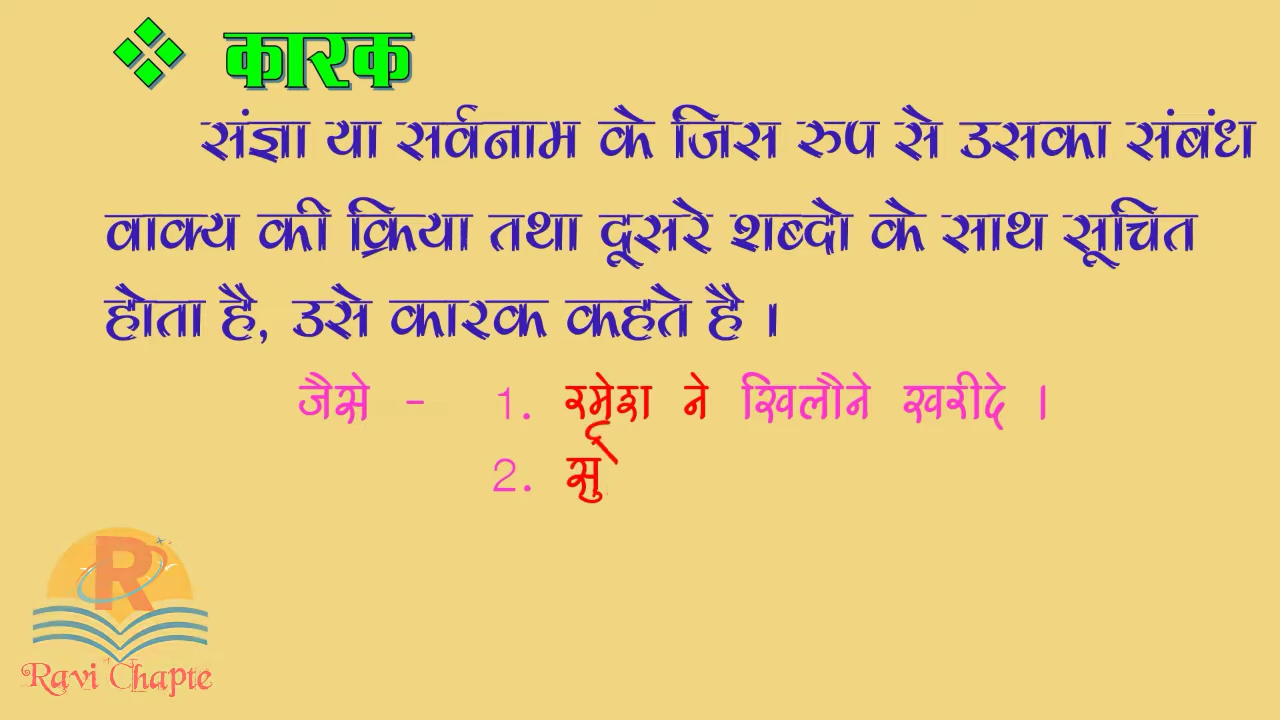 कारक
संज्ञा या सर्वनाम के जिस रुप से उसका संबंध
वाक्य की क्रिया तथा दूसरे शब्दो के साथ सूचित
होता है, उसे कारक कहते है ।
जैसे - 1. रमेश ने खिलौने खरीदे ।
2. सु
Ravi Chapte